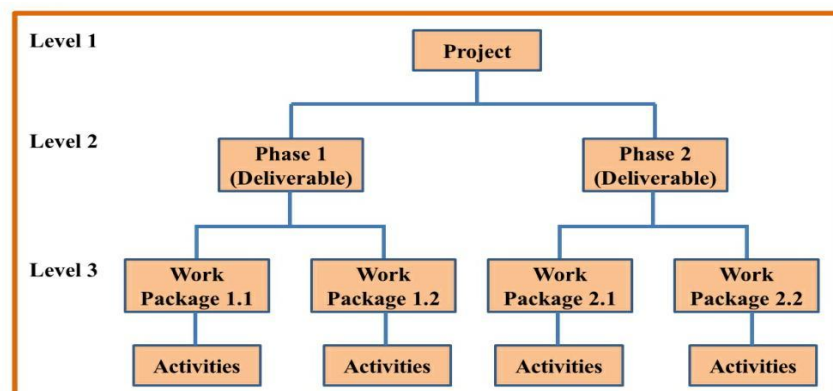 Level 1
Project
Level 2
Phase 1
(Deliverable)
Phase 2
(Deliverable)
Level 3
Work
Package 1.1
Work
Package 1.2
Work
Package 2.1
Work
Package 2.2
Activities
Activities
Activities
Activities